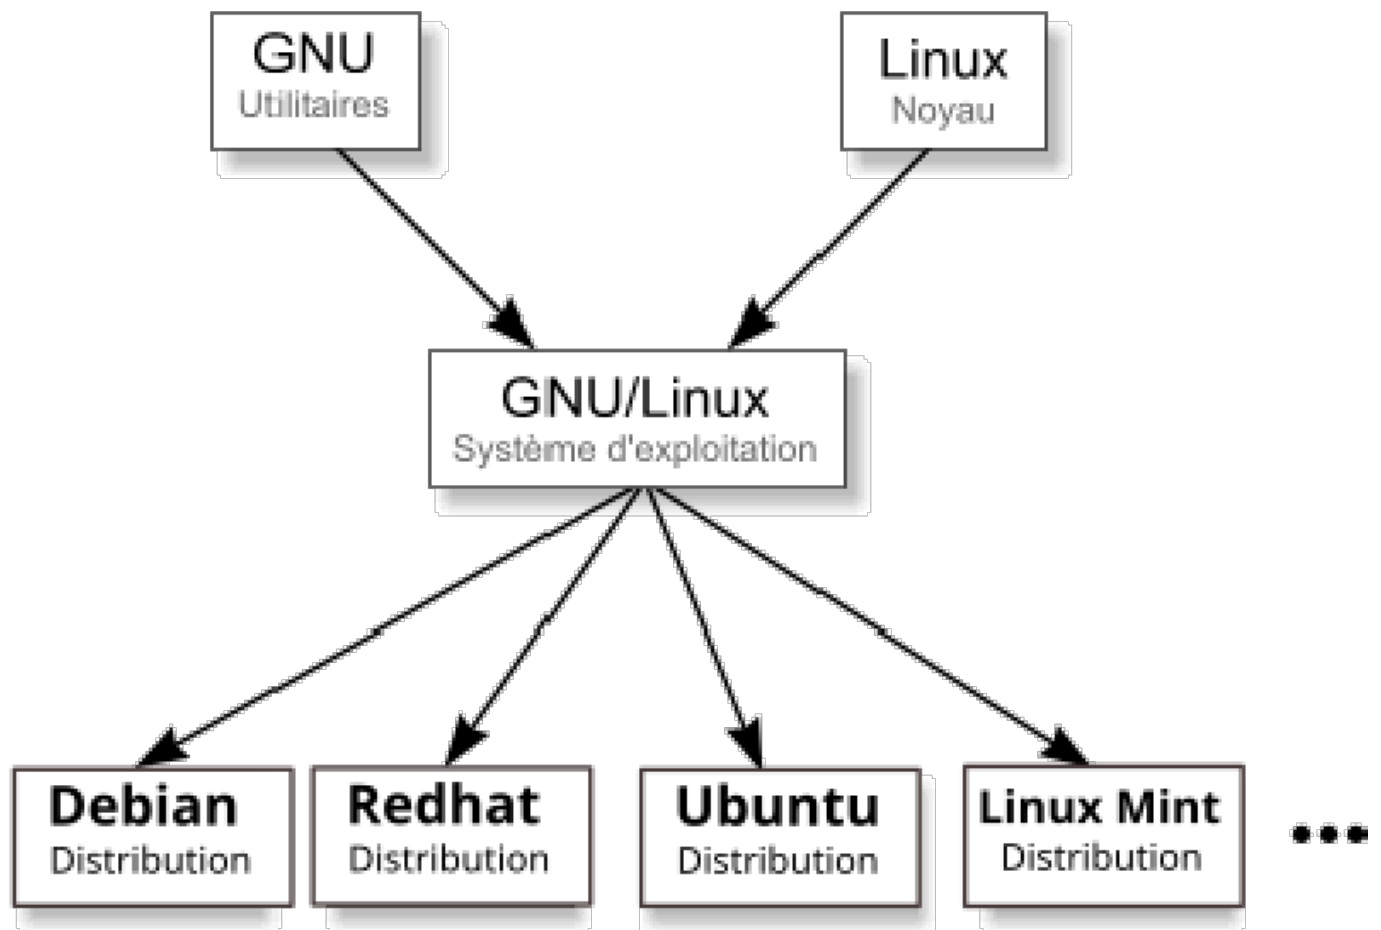 GNU
Utilitaires
Linux
Noyau
GNU/Linux
Système d'exploitation
Debian
Distribution
Redhat
Distribution
Ubuntu
Distribution
Linux Mint
Distribution
...